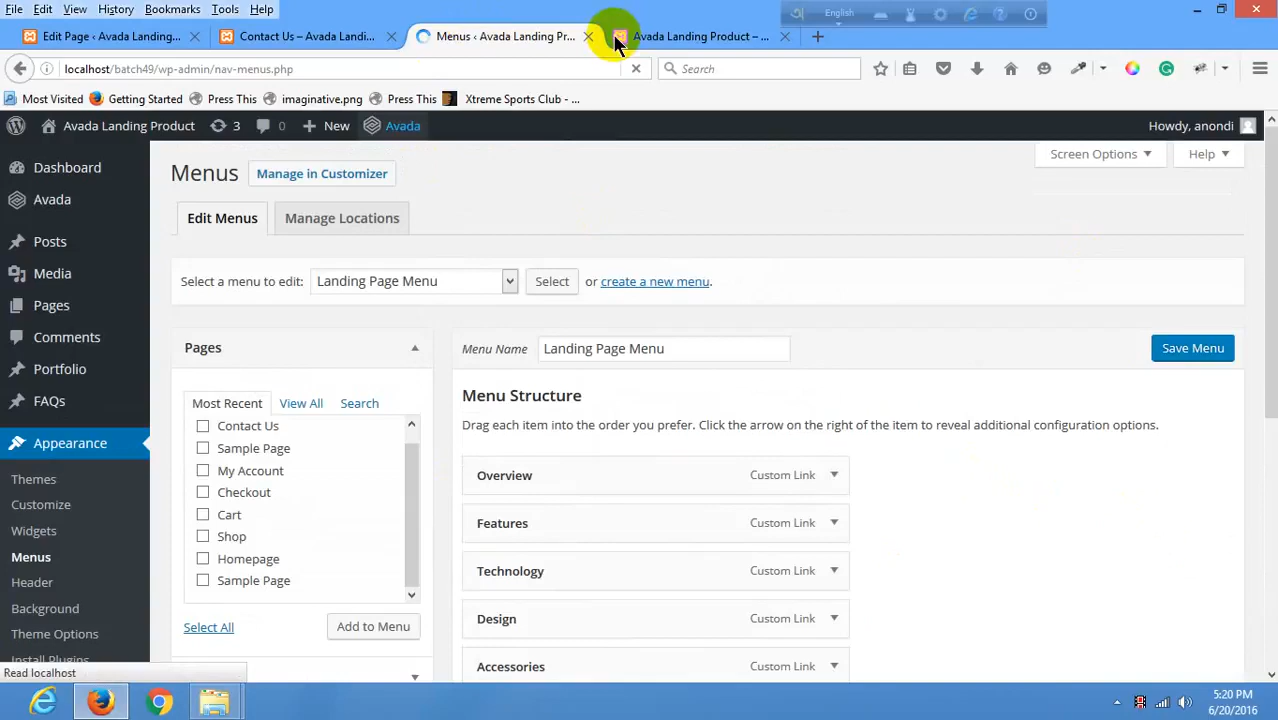 File Edit View History Bookmarks Tools Help
English
Edit Page ‹ Avada Landing...
Contact Us – Avada Landi...
Menus ‹ Avada Landing Pr...
Avada Landing Product – ...
localhost/batch49/wp-admin/nav-menus.php
Search
Most Visited Getting Started Press This imaginative.png Press This Xtreme Sports Club - ...
Avada Landing Product 3 0 New Avada Howdy, anondi
Dashboard
Avada
Posts
Media
Pages
Comments
Portfolio
FAQs
Appearance
Themes
Customize
Widgets
Menus
Header
Background
Theme Options
Install Plugins
Screen Options Help
Menus Manage in Customizer
Edit Menus Manage Locations
Select a menu to edit: Landing Page Menu Select or create a new menu.
Pages
Most Recent View All Search
Contact Us
Sample Page
My Account
Checkout
Cart
Shop
Homepage
Sample Page
Select All Add to Menu
Menu Name Landing Page Menu Save Menu
Menu Structure
Drag each item into the order you prefer. Click the arrow on the right of the item to reveal additional configuration options.
Overview Custom Link
Features Custom Link
Technology Custom Link
Design Custom Link
Accessories Custom Link
Read localhost
5:20 PM
6/20/2016